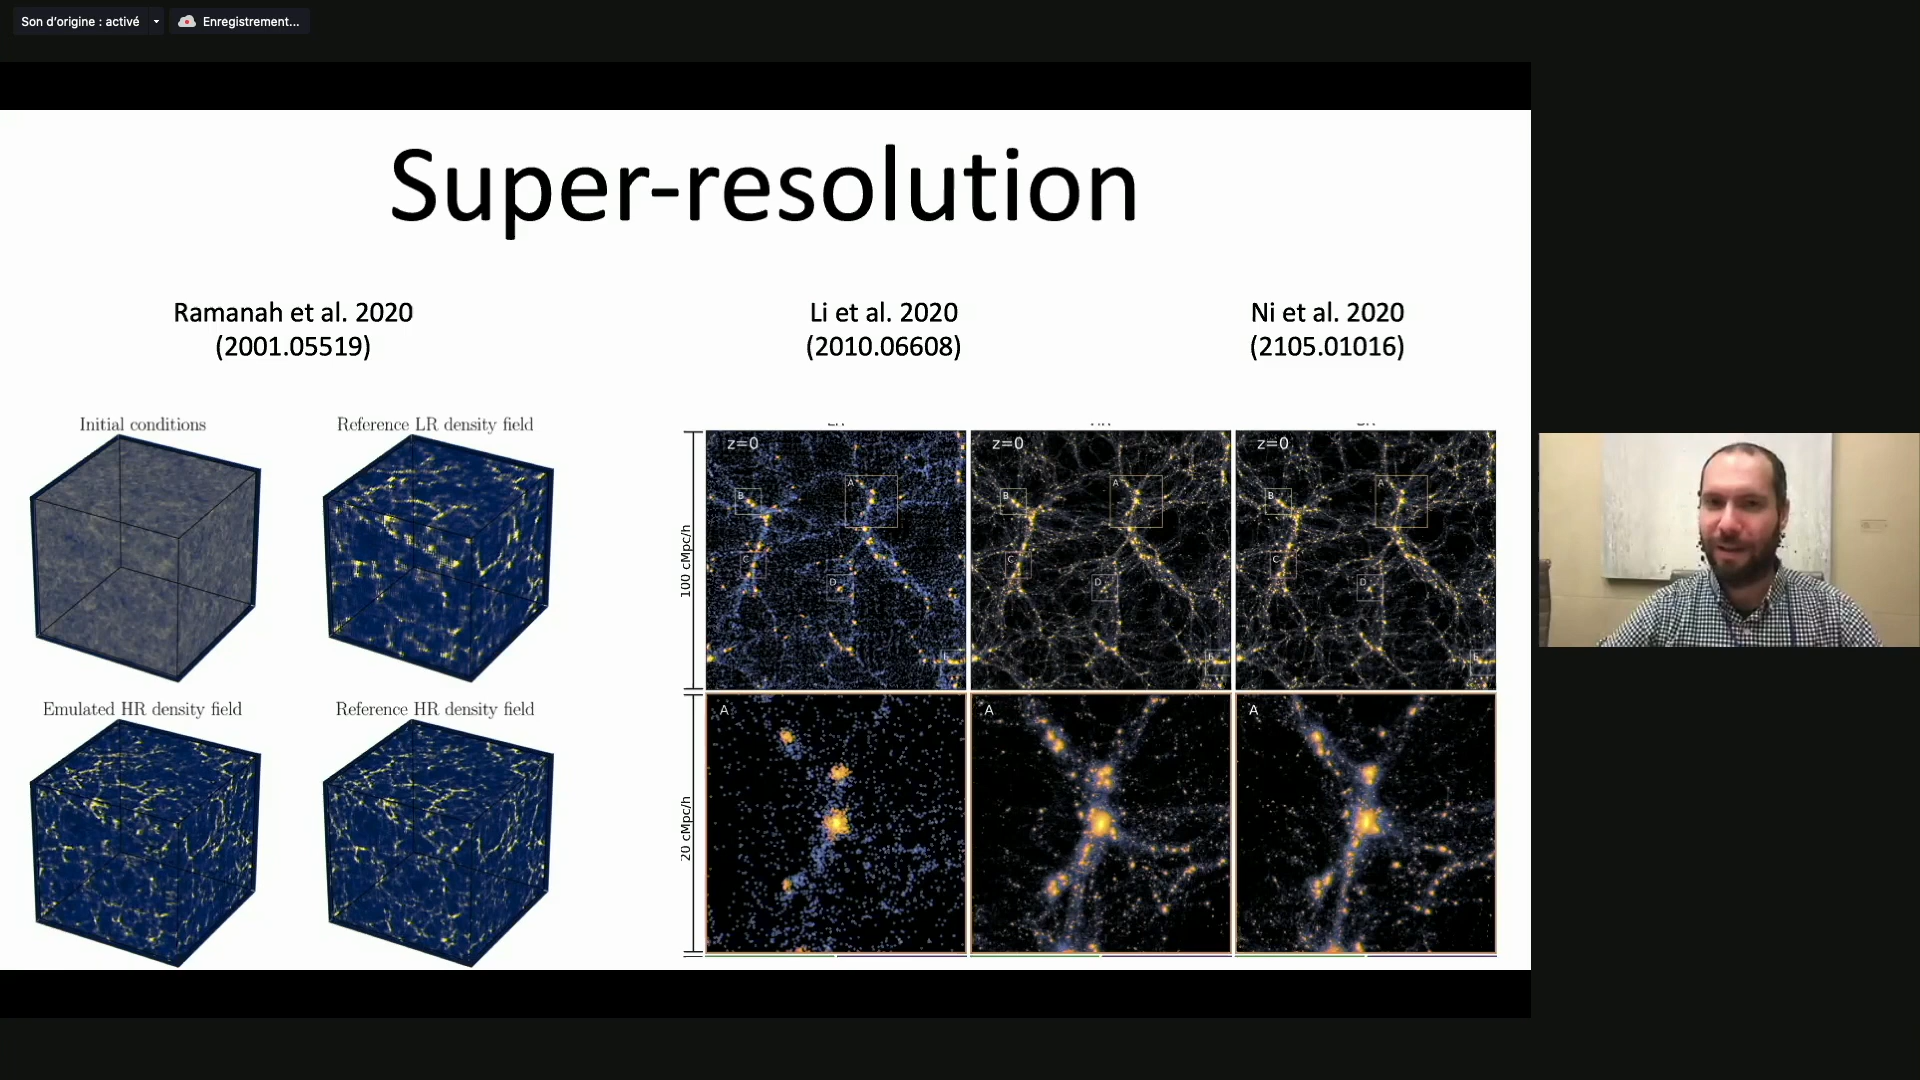 Son d'origine : activé
Enregistrement...
Super-resolution
Ramanah et al. 2020
(2001.05519)
Li et al. 2020
(2010.06608)
Ni et al. 2020
(2105.01016)
Initial conditions
Reference LR density field
Emulated HR density field
Reference HR density field
100 cMpc/h
z=0
A
B
C
D
z=0
A
B
C
D
z=0
A
B
C
D
20 cMpc/h
A
A
A